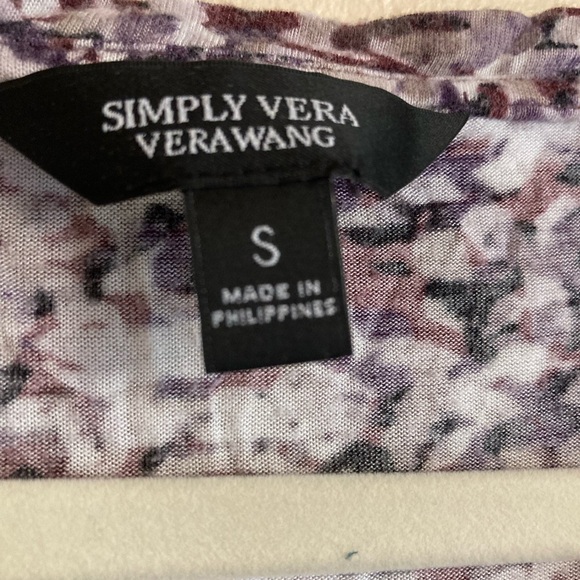 SIMPLY VERA
VERAWANG
S
MADE IN
PHILIPPINES